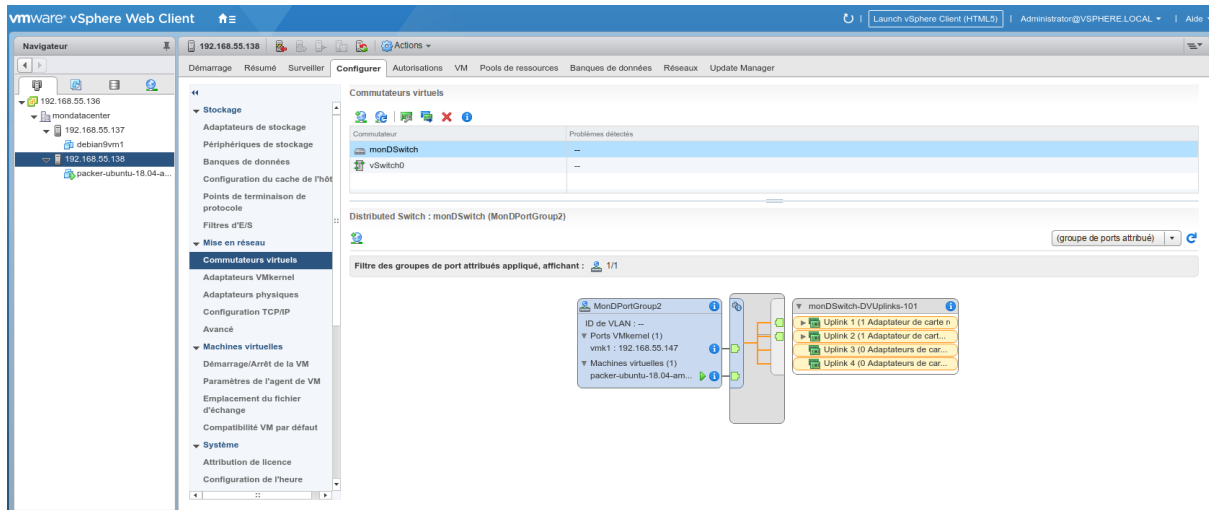 vmware® vSphere Web Client
Launch vSphere Client (HTML5)
Administrator@VSPHERE.LOCAL
Aide
Navigateur
192.168.55.136
mondatacenter
192.168.55.137
debian9vm1
192.168.55.138
packer-ubuntu-18.04-a...
192.168.55.138
Actions
Démarrage Résumé Surveiller Configurer Autorisations VM Pools de ressources Banques de données Réseaux Update Manager
Stockage
Adaptateurs de stockage
Périphériques de stockage
Banques de données
Configuration du cache de l'hôt
Points de terminaison de
protocole
Filtres d'E/S
Mise en réseau
Commutateurs virtuels
Adaptateurs VMkernel
Adaptateurs physiques
Configuration TCP/IP
Avancé
Machines virtuelles
Démarrage/Arrêt de la VM
Paramètres de l'agent de VM
Emplacement du fichier
d'échange
Compatibilité VM par défaut
Système
Attribution de licence
Configuration de l'heure
Commutateurs virtuels
Commutateur Problèmes détectés
monDSwitch --
vSwitch0 --
Distributed Switch : monDSwitch (MonDPortGroup2)
(groupe de ports attribué)
Filtre des groupes de port attribués appliqué, affichant : 1/1
MonDPortGroup2
ID de VLAN : --
Ports VMkernel (1)
vmk1 : 192.168.55.147
Machines virtuelles (1)
packer-ubuntu-18.04-am...
monDSwitch-DVUplinks-101
Uplink 1 (1 Adaptateur de carte r
Uplink 2 (1 Adaptateur de cart...
Uplink 3 (0 Adaptateurs de car...
Uplink 4 (0 Adaptateurs de car...